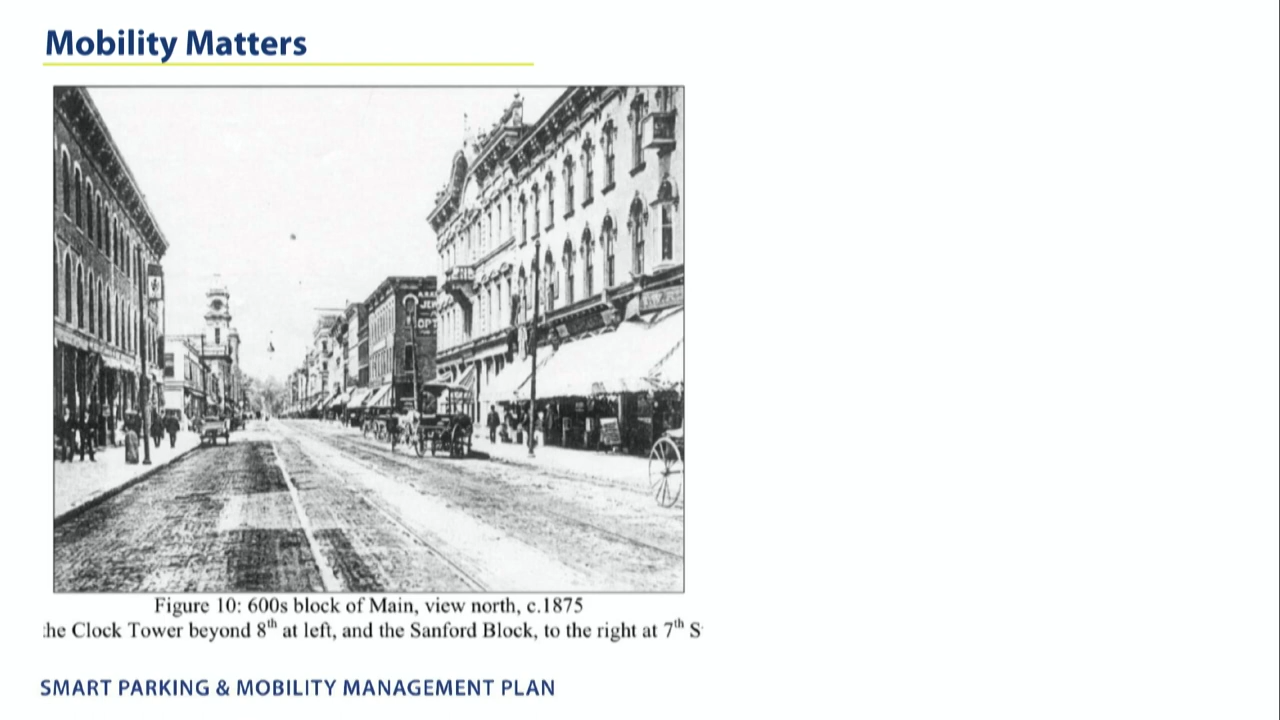 Mobility Matters
Figure 10: 600s block of Main, view north, c.1875
he Clock Tower beyond 8th at left, and the Sanford Block, to the right at 7th S
SMART PARKING & MOBILITY MANAGEMENT PLAN